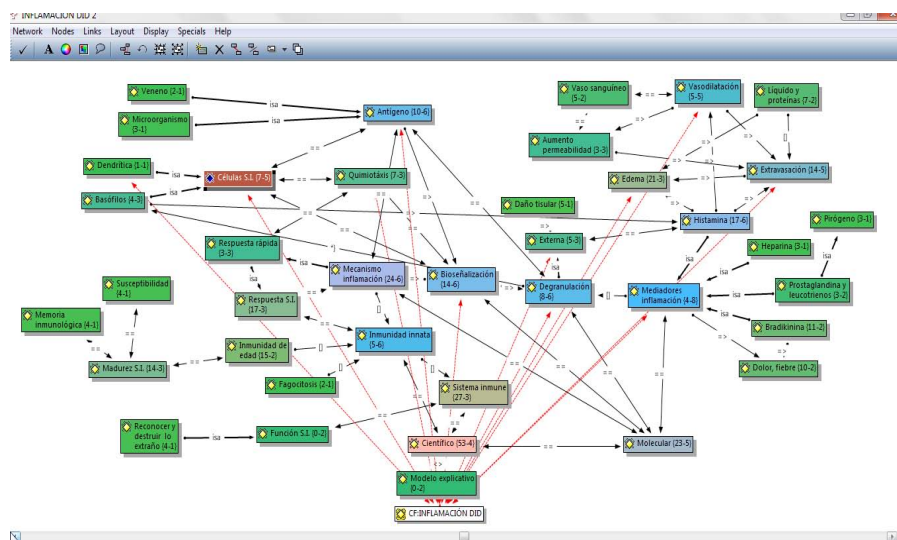 INFLAMACIÓN DID 2
Network Nodes Links Layout Display Specials Help
Veneno (2-1)
Microorganismo
(3-1)
Antígeno (10-6)
Vaso sanguíneo
(5-2)
Vasodilatación
(5-5)
Líquido y
proteínas (7-2)
Aumento
permeabilidad (3-3)
Dendrítica (1-1)
Células S.I. (7-5)
Quimiotáxis (7-3)
Edema (21-3)
Extravasación (14-5)
Basófilos (4-3)
Daño tisular (5-1)
Histamina (17-6)
Pirógeno (3-1)
Respuesta rápida
(3-3)
Externa (5-3)
Heparina (3-1)
Mecanismo
inflamación (24-6)
Bioseñalización
(14-6)
Degranulación
(8-6)
Mediadores
inflamación (4-8)
Prostaglandina y
leucotrienos (3-2)
Susceptibilidad
(4-1)
Respuesta S.I.
(17-3)
Memoria
inmunológica (4-1)
Inmunidad innata
(5-6)
Bradikinina (11-2)
Madurez S.I. (14-3)
Inmunidad de
edad (15-2)
Dolor, fiebre (10-2)
Fagocitosis (2-1)
Sistema inmune
(27-3)
Reconocer y
destruir lo
extraño (4-1)
Función S.I. (0-2)
Científico (53-4)
Molecular (23-5)
Modelo explicativo
(0-2)
CF:INFLAMACIÓN DID
isa
isa
isa
isa
isa
isa
isa
isa
isa
isa
isa
isa